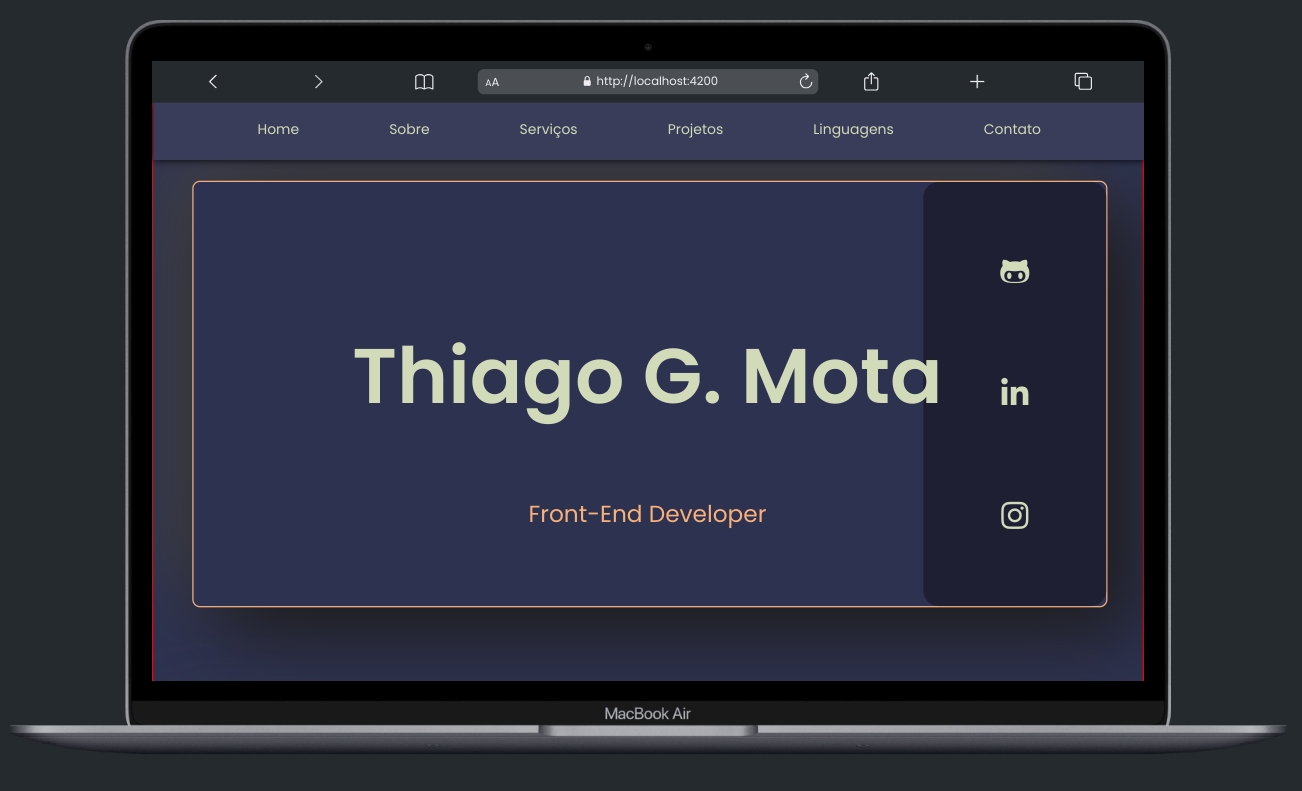 AA http://localhost:4200
Home Sobre Serviços Projetos Linguagens Contato
Thiago G. Mota
in
Front-End Developer
MacBook Air